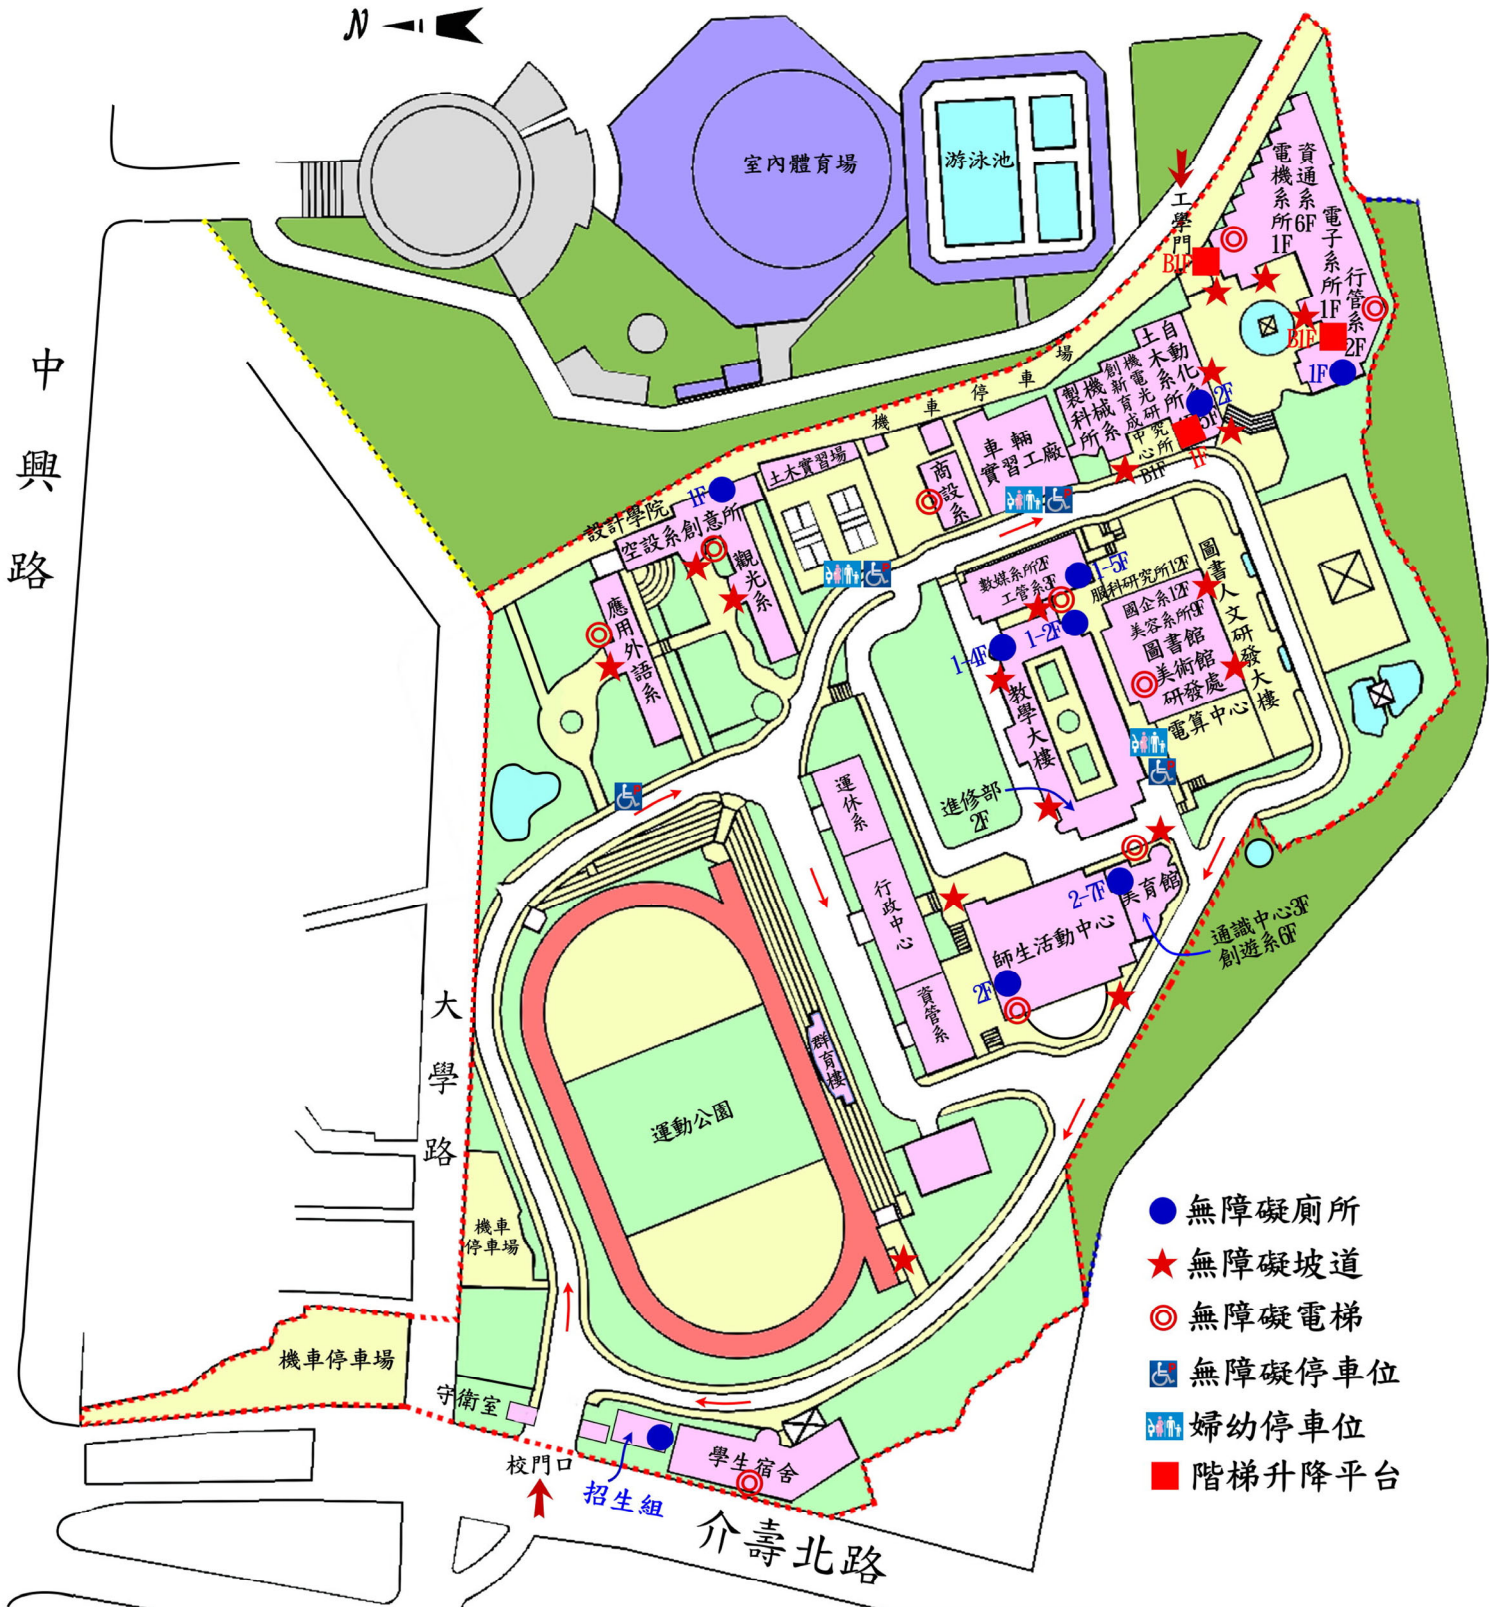 N
室內體育場
游泳池
工學門
B1F
資通系6F
電機系所1F
電子系所1F
行管系2F
B1F
1F
中興路
機車停車場
土木系所
自動化系所
2F
機電光研究所
創新育成中心
B1F
5F
1F
機械系
製科所
車輛
實習工廠
商設系
土木實習場
設計學院
1F
空設系創意所
觀光系
應用外語系
數媒系所2F
工管系3F
1-5F
1-2F
1-4F
服科研究所12F
國企系12F
美容系所9F
圖書館
美術館
研發處
電算中心
圖書人文研發大樓
教學大樓
進修部
2F
運休系
行政中心
資管系
師生活動中心
2F
2-7F
美育館
通識中心3F
創遊系6F
大學路
群育樓
運動公園
機車
停車場
機車停車場
守衛室
校門口
招生組
學生宿舍
介壽北路
無障礙廁所
無障礙坡道
無障礙電梯
無障礙停車位
婦幼停車位
階梯升降平台